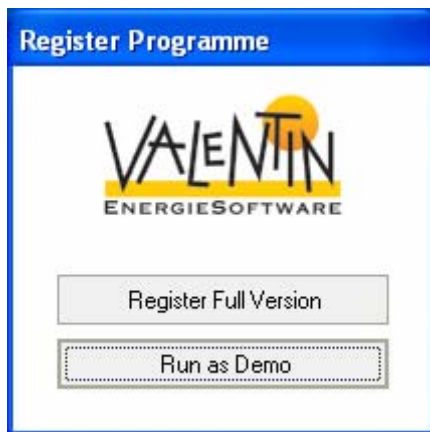 Register Programme
VALENTIN
ENERGIESOFTWARE
Register Full Version
Run as Demo